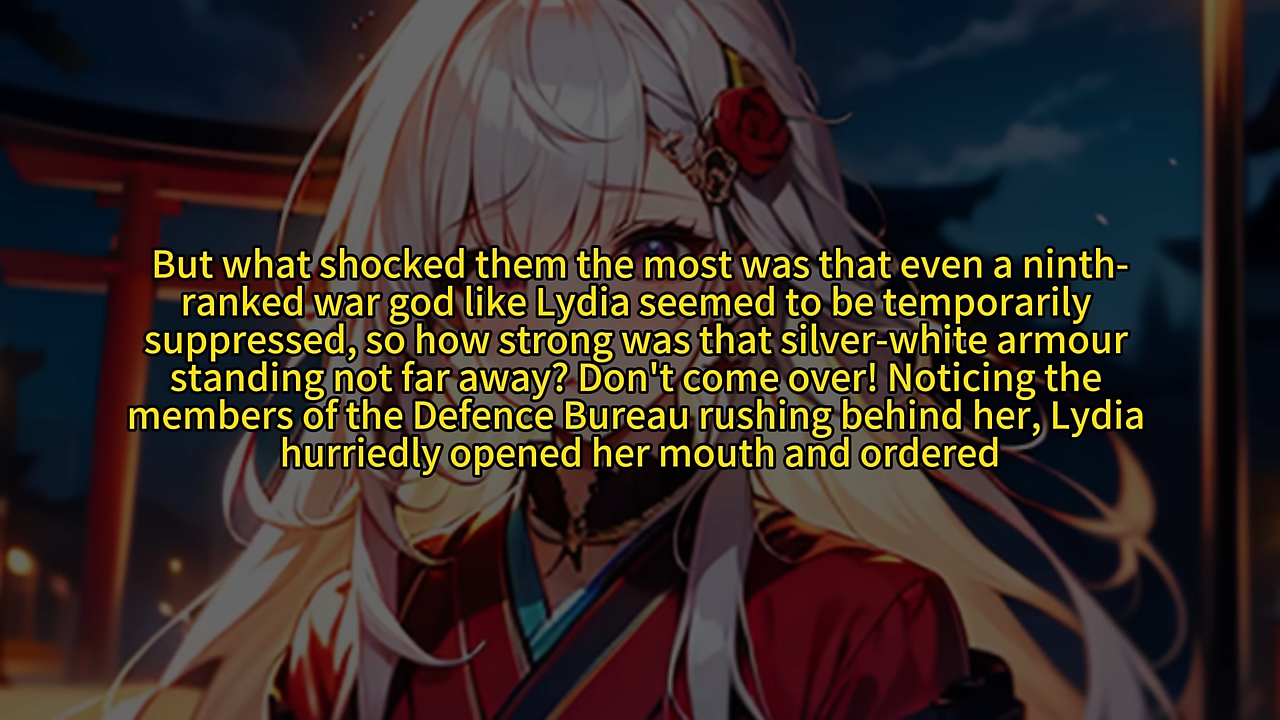 But what shocked them the most was that even a ninth-
ranked war god like Lydia seemed to be temporarily
suppressed, so how strong was that silver-white armour
standing not far away? Don't come over! Noticing the
members of the Defence Bureau rushing behind her, Lydia
hurriedly opened her mouth and ordered